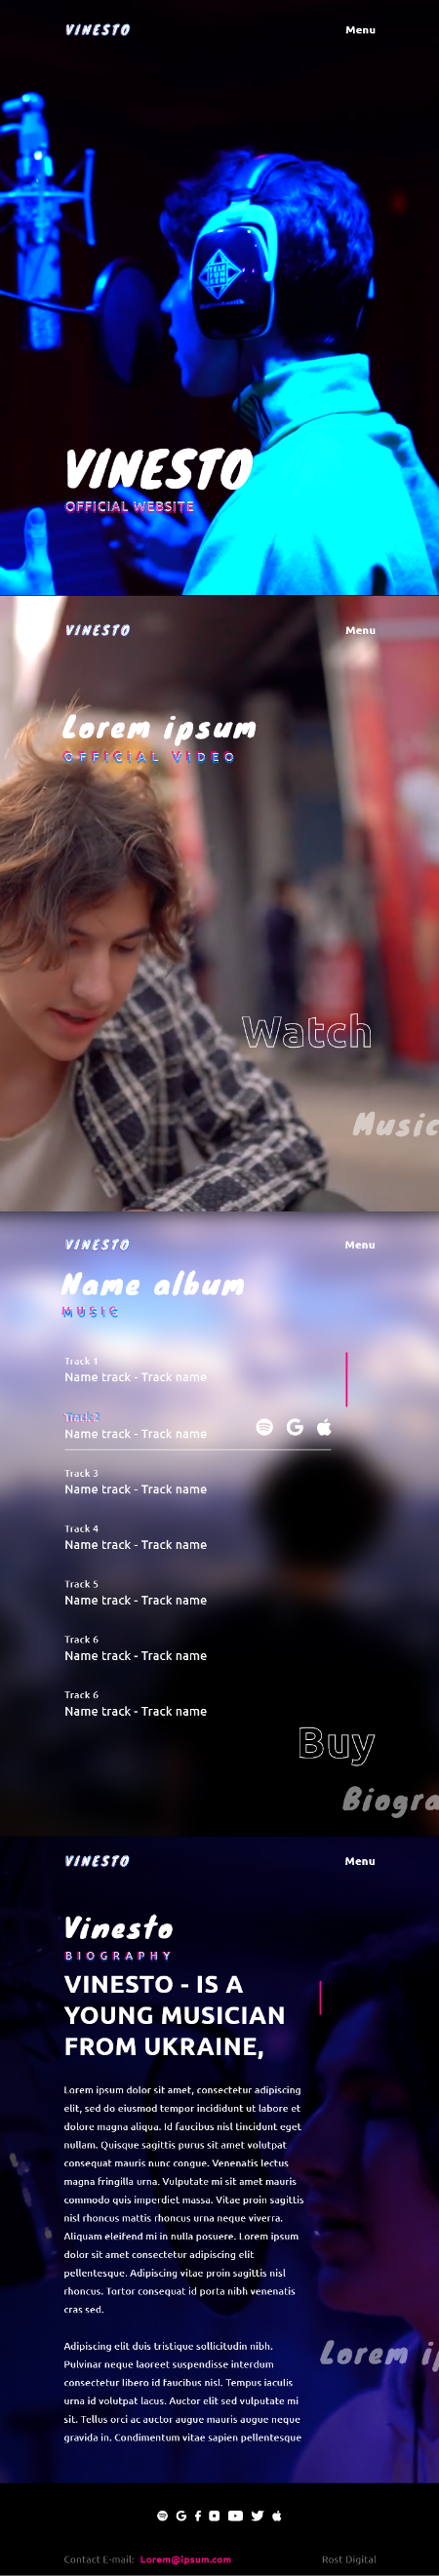 VINESTO
Menu
VINESTO
OFFICIAL WEBSITE
VINESTO
Menu
Lorem ipsum
OFFICIAL VIDEO
Watch
Music
VINESTO
Menu
Name album
MUSIC
Track 1
Name track - Track name
Track 2
Name track - Track name
Track 3
Name track - Track name
Track 4
Name track - Track name
Track 5
Name track - Track name
Track 6
Name track - Track name
Track 6
Name track - Track name
Buy
Biogra
VINESTO
Menu
Vinesto
BIOGRAPHY
VINESTO - IS A
YOUNG MUSICIAN
FROM UKRAINE,
Lorem ipsum dolor sit amet, consectetur adipiscing
elit, sed do eiusmod tempor incididunt ut labore et
dolore magna aliqua. Id faucibus nisl tincidunt eget
nullam. Quisque sagittis purus sit amet volutpat
consequat mauris nunc congue. Venenatis lectus
magna fringilla urna. Vulputate mi sit amet mauris
commodo quis imperdiet massa. Vitae proin sagittis
nisl rhoncus mattis rhoncus urna neque viverra.
Aliquam eleifend mi in nulla posuere. Lorem ipsum
dolor sit amet consectetur adipiscing elit
pellentesque. Adipiscing vitae proin sagittis nisl
rhoncus. Tortor consequat id porta nibh venenatis
cras sed.
Adipiscing elit duis tristique sollicitudin nibh.
Pulvinar neque laoreet suspendisse interdum
consectetur libero id faucibus nisl. Tempus iaculis
urna id volutpat lacus. Auctor elit sed vulputate mi
sit. Tellus orci ac auctor augue mauris augue neque
gravida in. Condimentum vitae sapien pellentesque
Lorem ip
Contact E-mail: Lorem@ipsum.com
Rost Digital